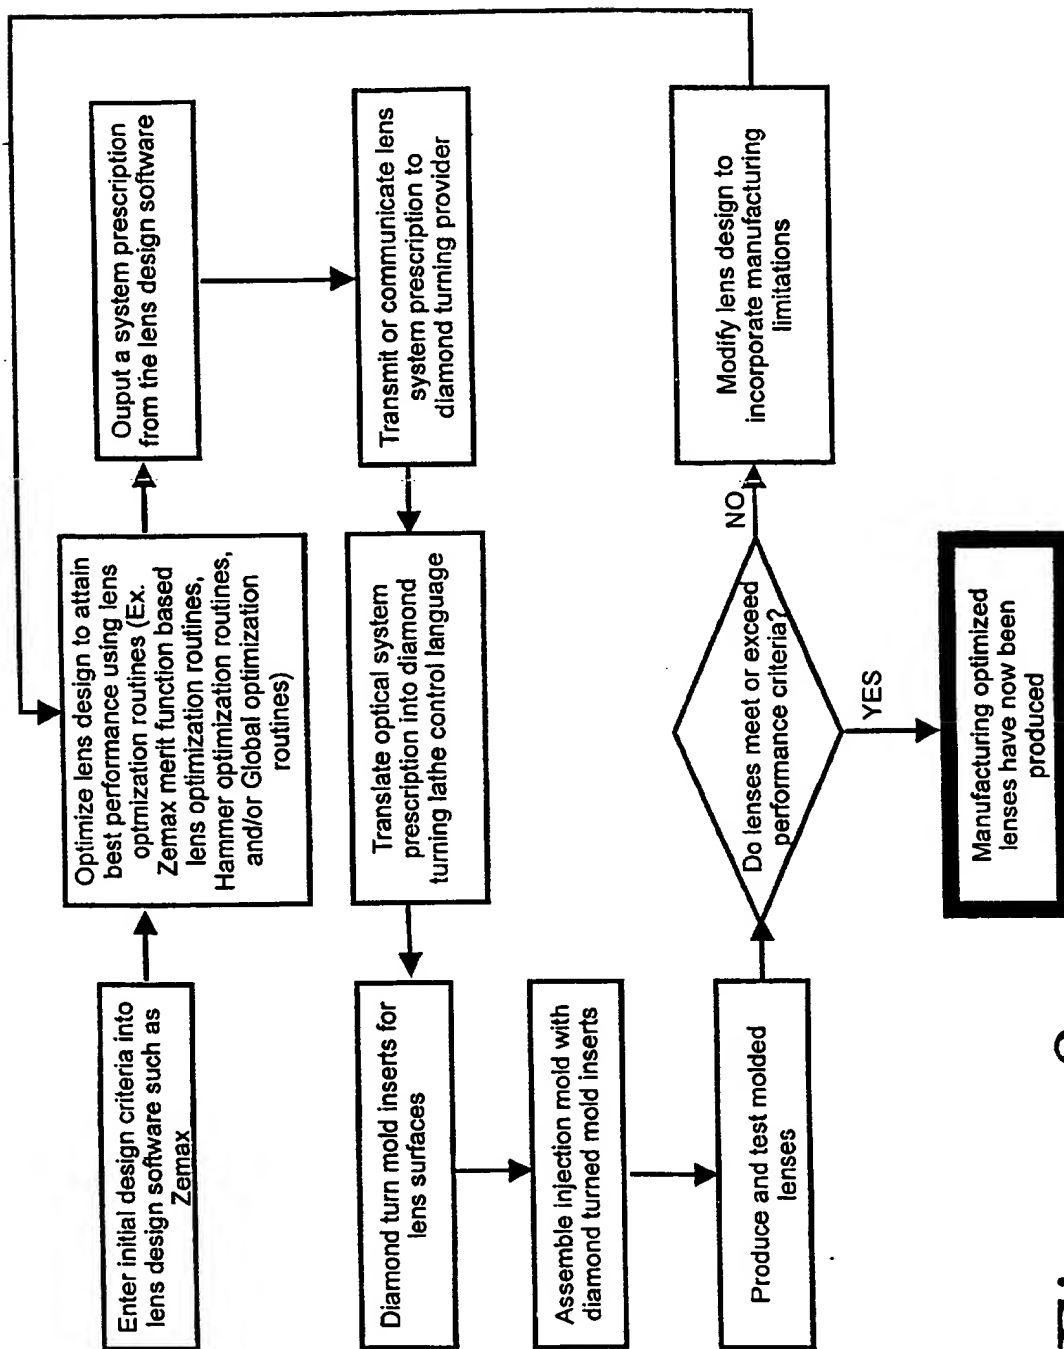 Enter initial design criteria into
lens design software such as
Zemax
Optimize lens design to attain
best performance using lens
optmization routines (Ex.
Zemax merit function based
lens optimization routines,
Hammer optimization routines,
and/or Global optimization
routines)
Ouput a system prescription
from the lens design software
Transmit or communicate lens
system prescription to
diamond turning provider
Translate optical system
prescription into diamond
turning lathe control language
Diamond turn mold inserts for
lens surfaces
Assemble injection mold with
diamond turned mold inserts
Produce and test molded
lenses
Do lenses meet or exceed
performance criteria?
NO
Modify lens design to
incorporate manufacturing
limitations
YES
Manufacturing optimized
lenses have now been
produced